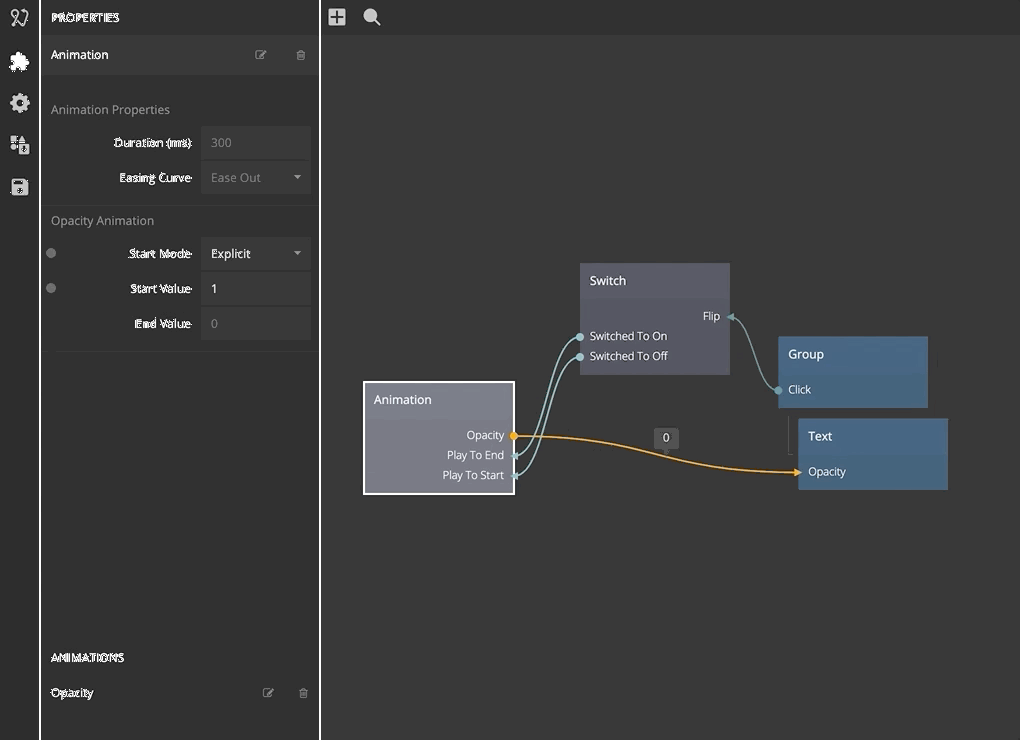 PROPERTIES
Animation
Animation Properties
Duration (ms) 300
Easing Curve Ease Out
Opacity Animation
Start Mode Explicit
Start Value 1
End Value 0
ANIMATIONS
Opacity
Switch
Flip
Switched To On
Switched To Off
Group
Click
Animation
Opacity
Play To End
Play To Start
0
Text
Opacity